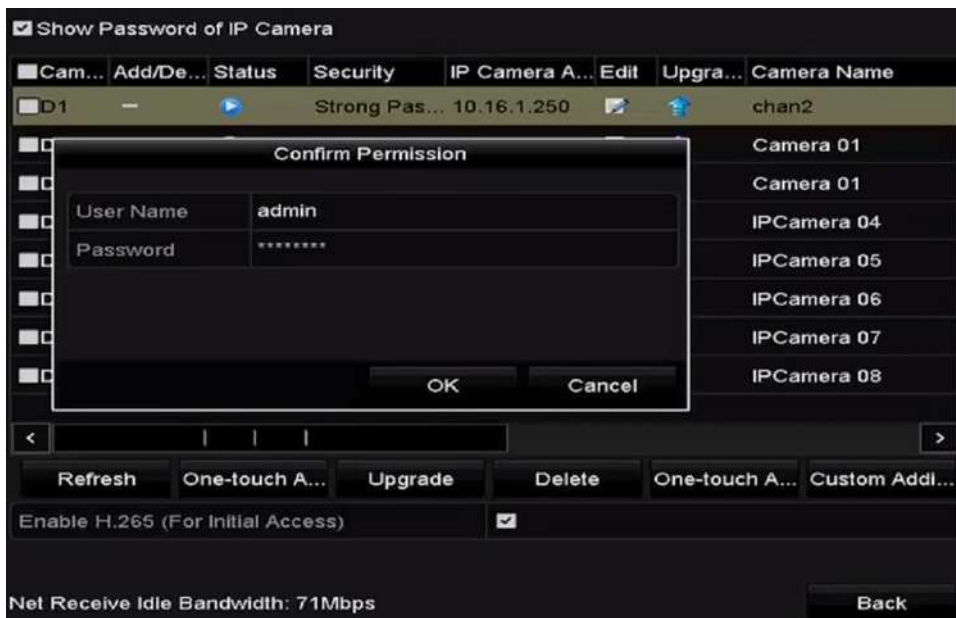 Show Password of IP Camera
Cam... Add/De... Status Security IP Camera A... Edit Upgra... Camera Name
D1 — Strong Pas... 10.16.1.250 chan2
D Camera 01
Confirm Permission
D Camera 01
User Name admin
D IPCamera 04
Password ********
D IPCamera 05
D IPCamera 06
D IPCamera 07
D IPCamera 08
OK Cancel
< >
Refresh One-touch A... Upgrade Delete One-touch A... Custom Addi...
Enable H.265 (For Initial Access)
Net Receive Idle Bandwidth: 71Mbps Back